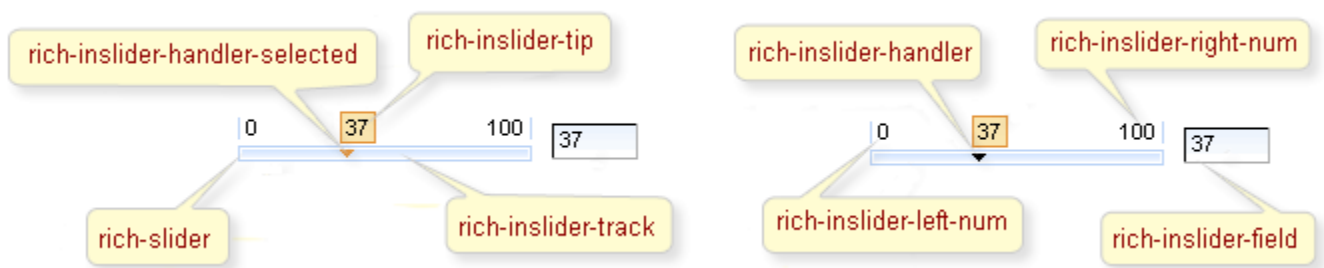 rich-inslider-handler-selected
rich-inslider-tip
0
37
100
37
rich-slider
rich-inslider-track
rich-inslider-handler
rich-inslider-right-num
0
37
100
37
rich-inslider-left-num
rich-inslider-field